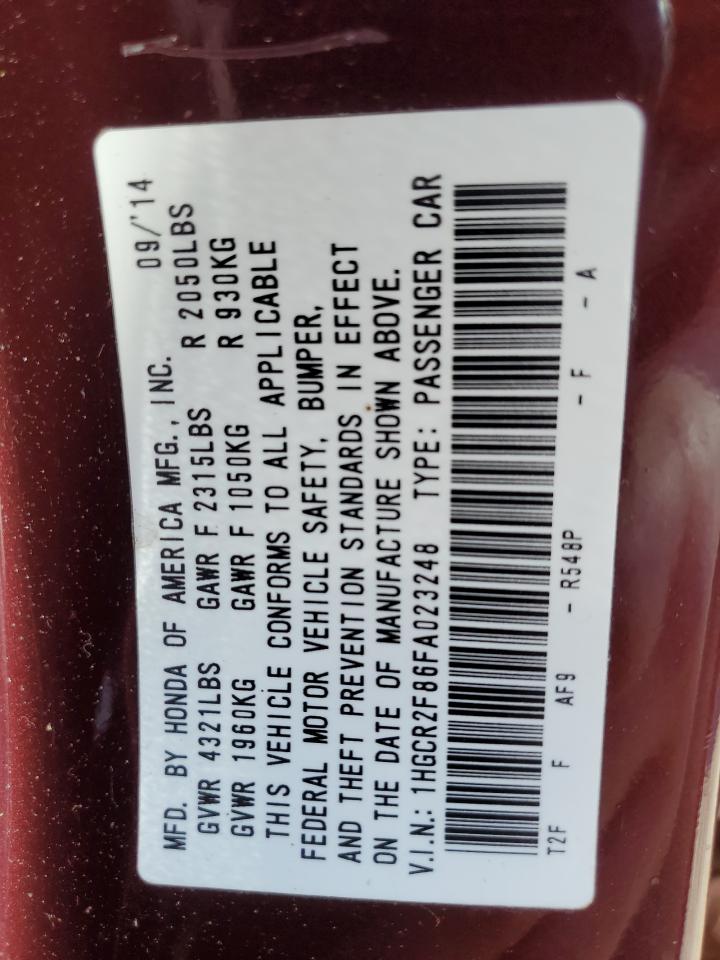 MFD. BY HONDA OF AMERICA MFG., INC. 09/'14
GVWR 4321LBS GAWR F 2315LBS R 2050LBS
GVWR 1960KG GAWR F 1050KG R 930KG
THIS VEHICLE CONFORMS TO ALL APPLICABLE
FEDERAL MOTOR VEHICLE SAFETY, BUMPER,
AND THEFT PREVENTION STANDARDS IN EFFECT
ON THE DATE OF MANUFACTURE SHOWN ABOVE.
V.I.N.: 1HGCR2F86FA023248 TYPE: PASSENGER CAR
T2F F AF9 - R548P - F - A